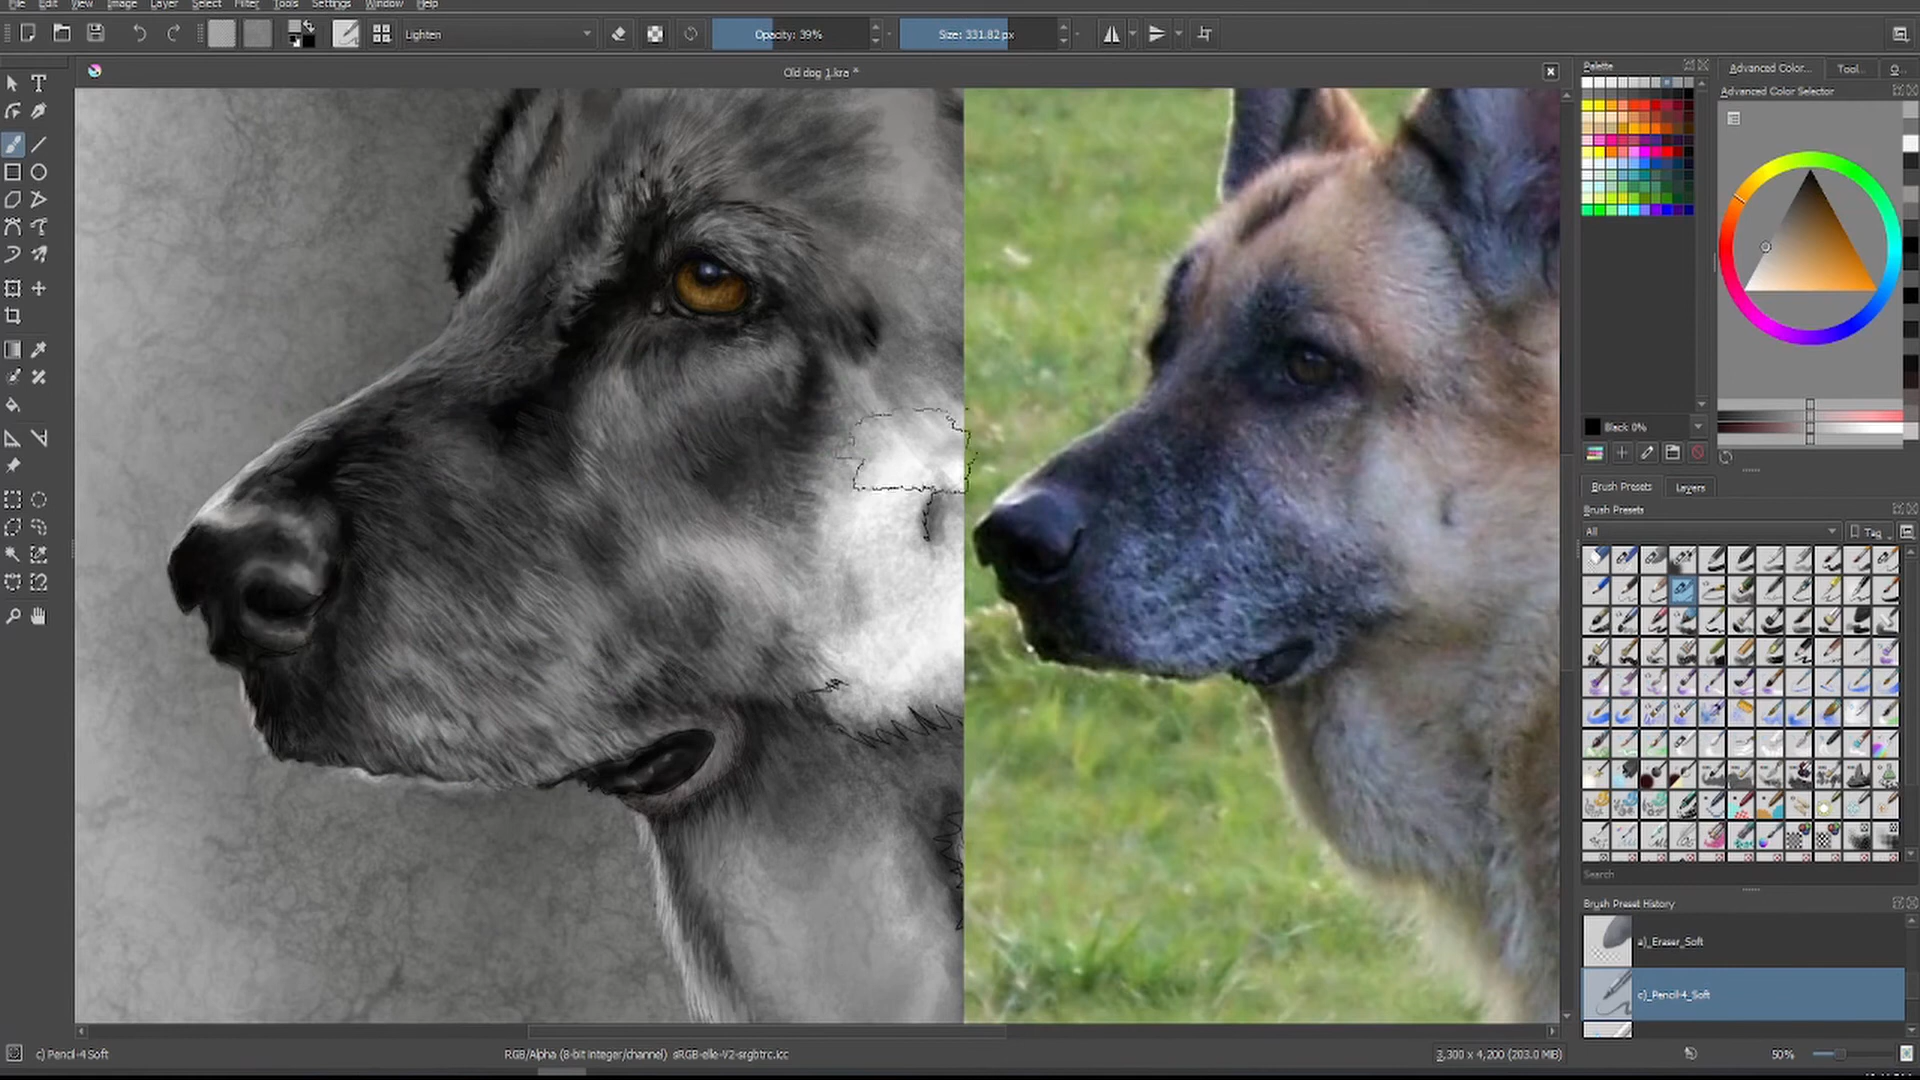 File Edit View Image Layer Select Filter Tools Settings Window Help
Lighten
Opacity: 39%
Size: 331.82 px
Old dog 1.kra *
Palette
Advanced Color...
Tool...
O...
Advanced Color Selector
Black 0%
Brush Presets
Layers
Brush Presets
All
Tag
Search
Brush Preset History
a)_Eraser_Soft
c)_Pencil-4_Soft
c) Pencil-4 Soft
RGB/Alpha (8-bit integer/channel) sRGB-elle-V2-srgbtrc.icc
3,300 x 4,200 (203.0 MiB)
50%